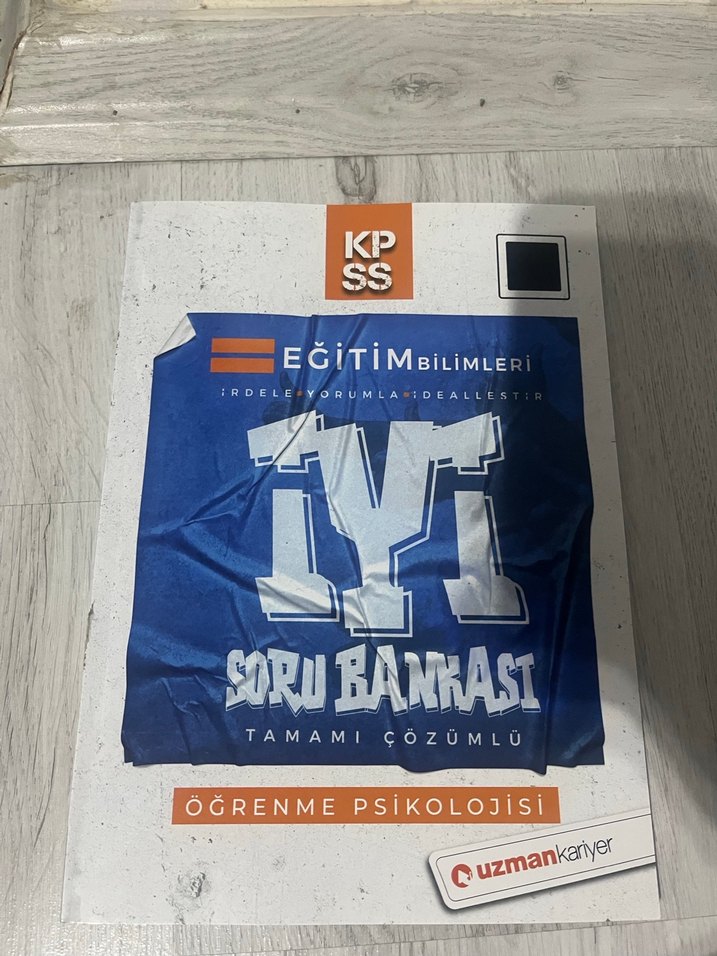 KP
SS
EĞİTİM BİLİMLERİ
İRDELE•YORUMLA•İDEALLEŞTİR
İYİ
SORU BANKASI
TAMAMI ÇÖZÜMLÜ
ÖĞRENME PSİKOLOJİSİ
uzmankariyer